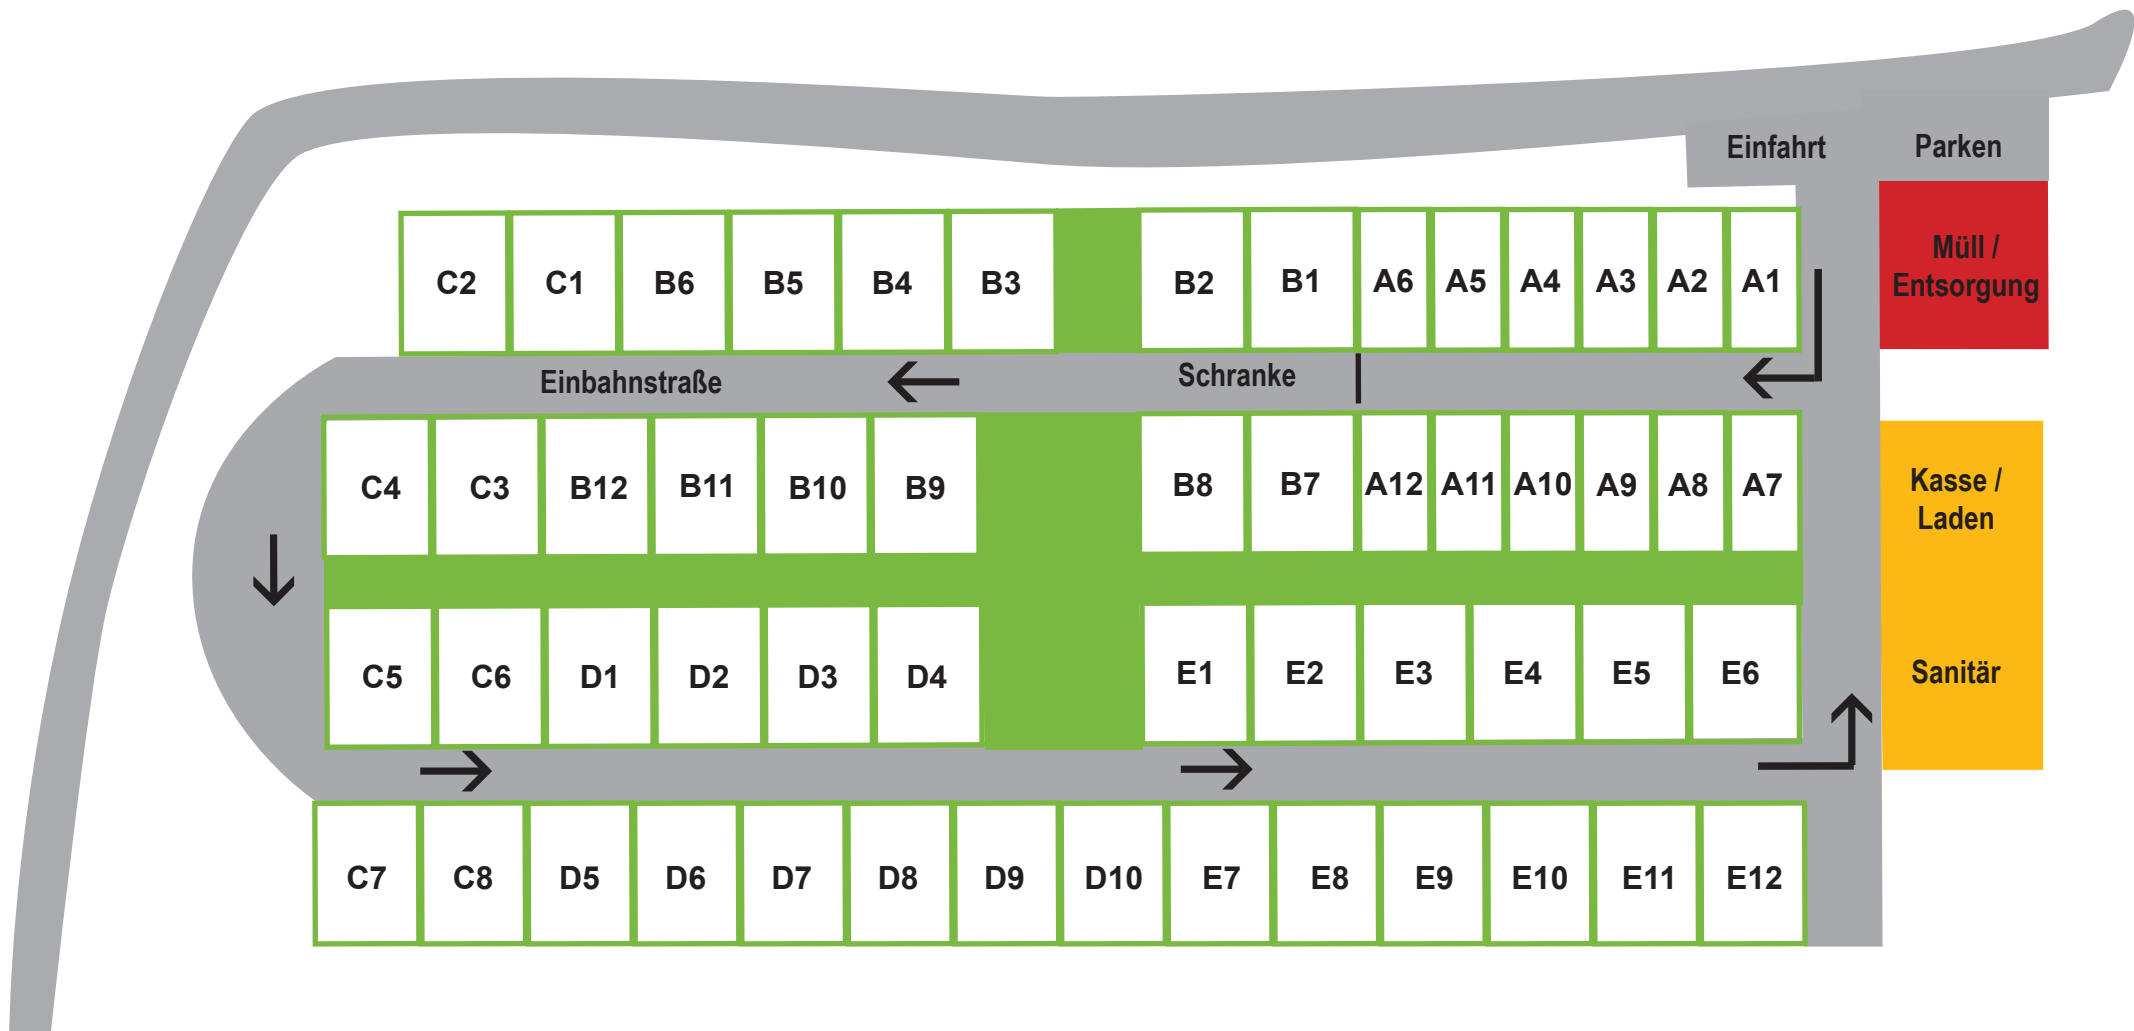 Einfahrt Parken
C2 C1 B6 B5 B4 B3 B2 B1 A6 A5 A4 A3 A2 A1
Müll /
Entsorgung
Einbahnstraße Schranke
C4 C3 B12 B11 B10 B9 B8 B7 A12 A11 A10 A9 A8 A7
Kasse /
Laden
C5 C6 D1 D2 D3 D4 E1 E2 E3 E4 E5 E6
Sanitär
C7 C8 D5 D6 D7 D8 D9 D10 E7 E8 E9 E10 E11 E12